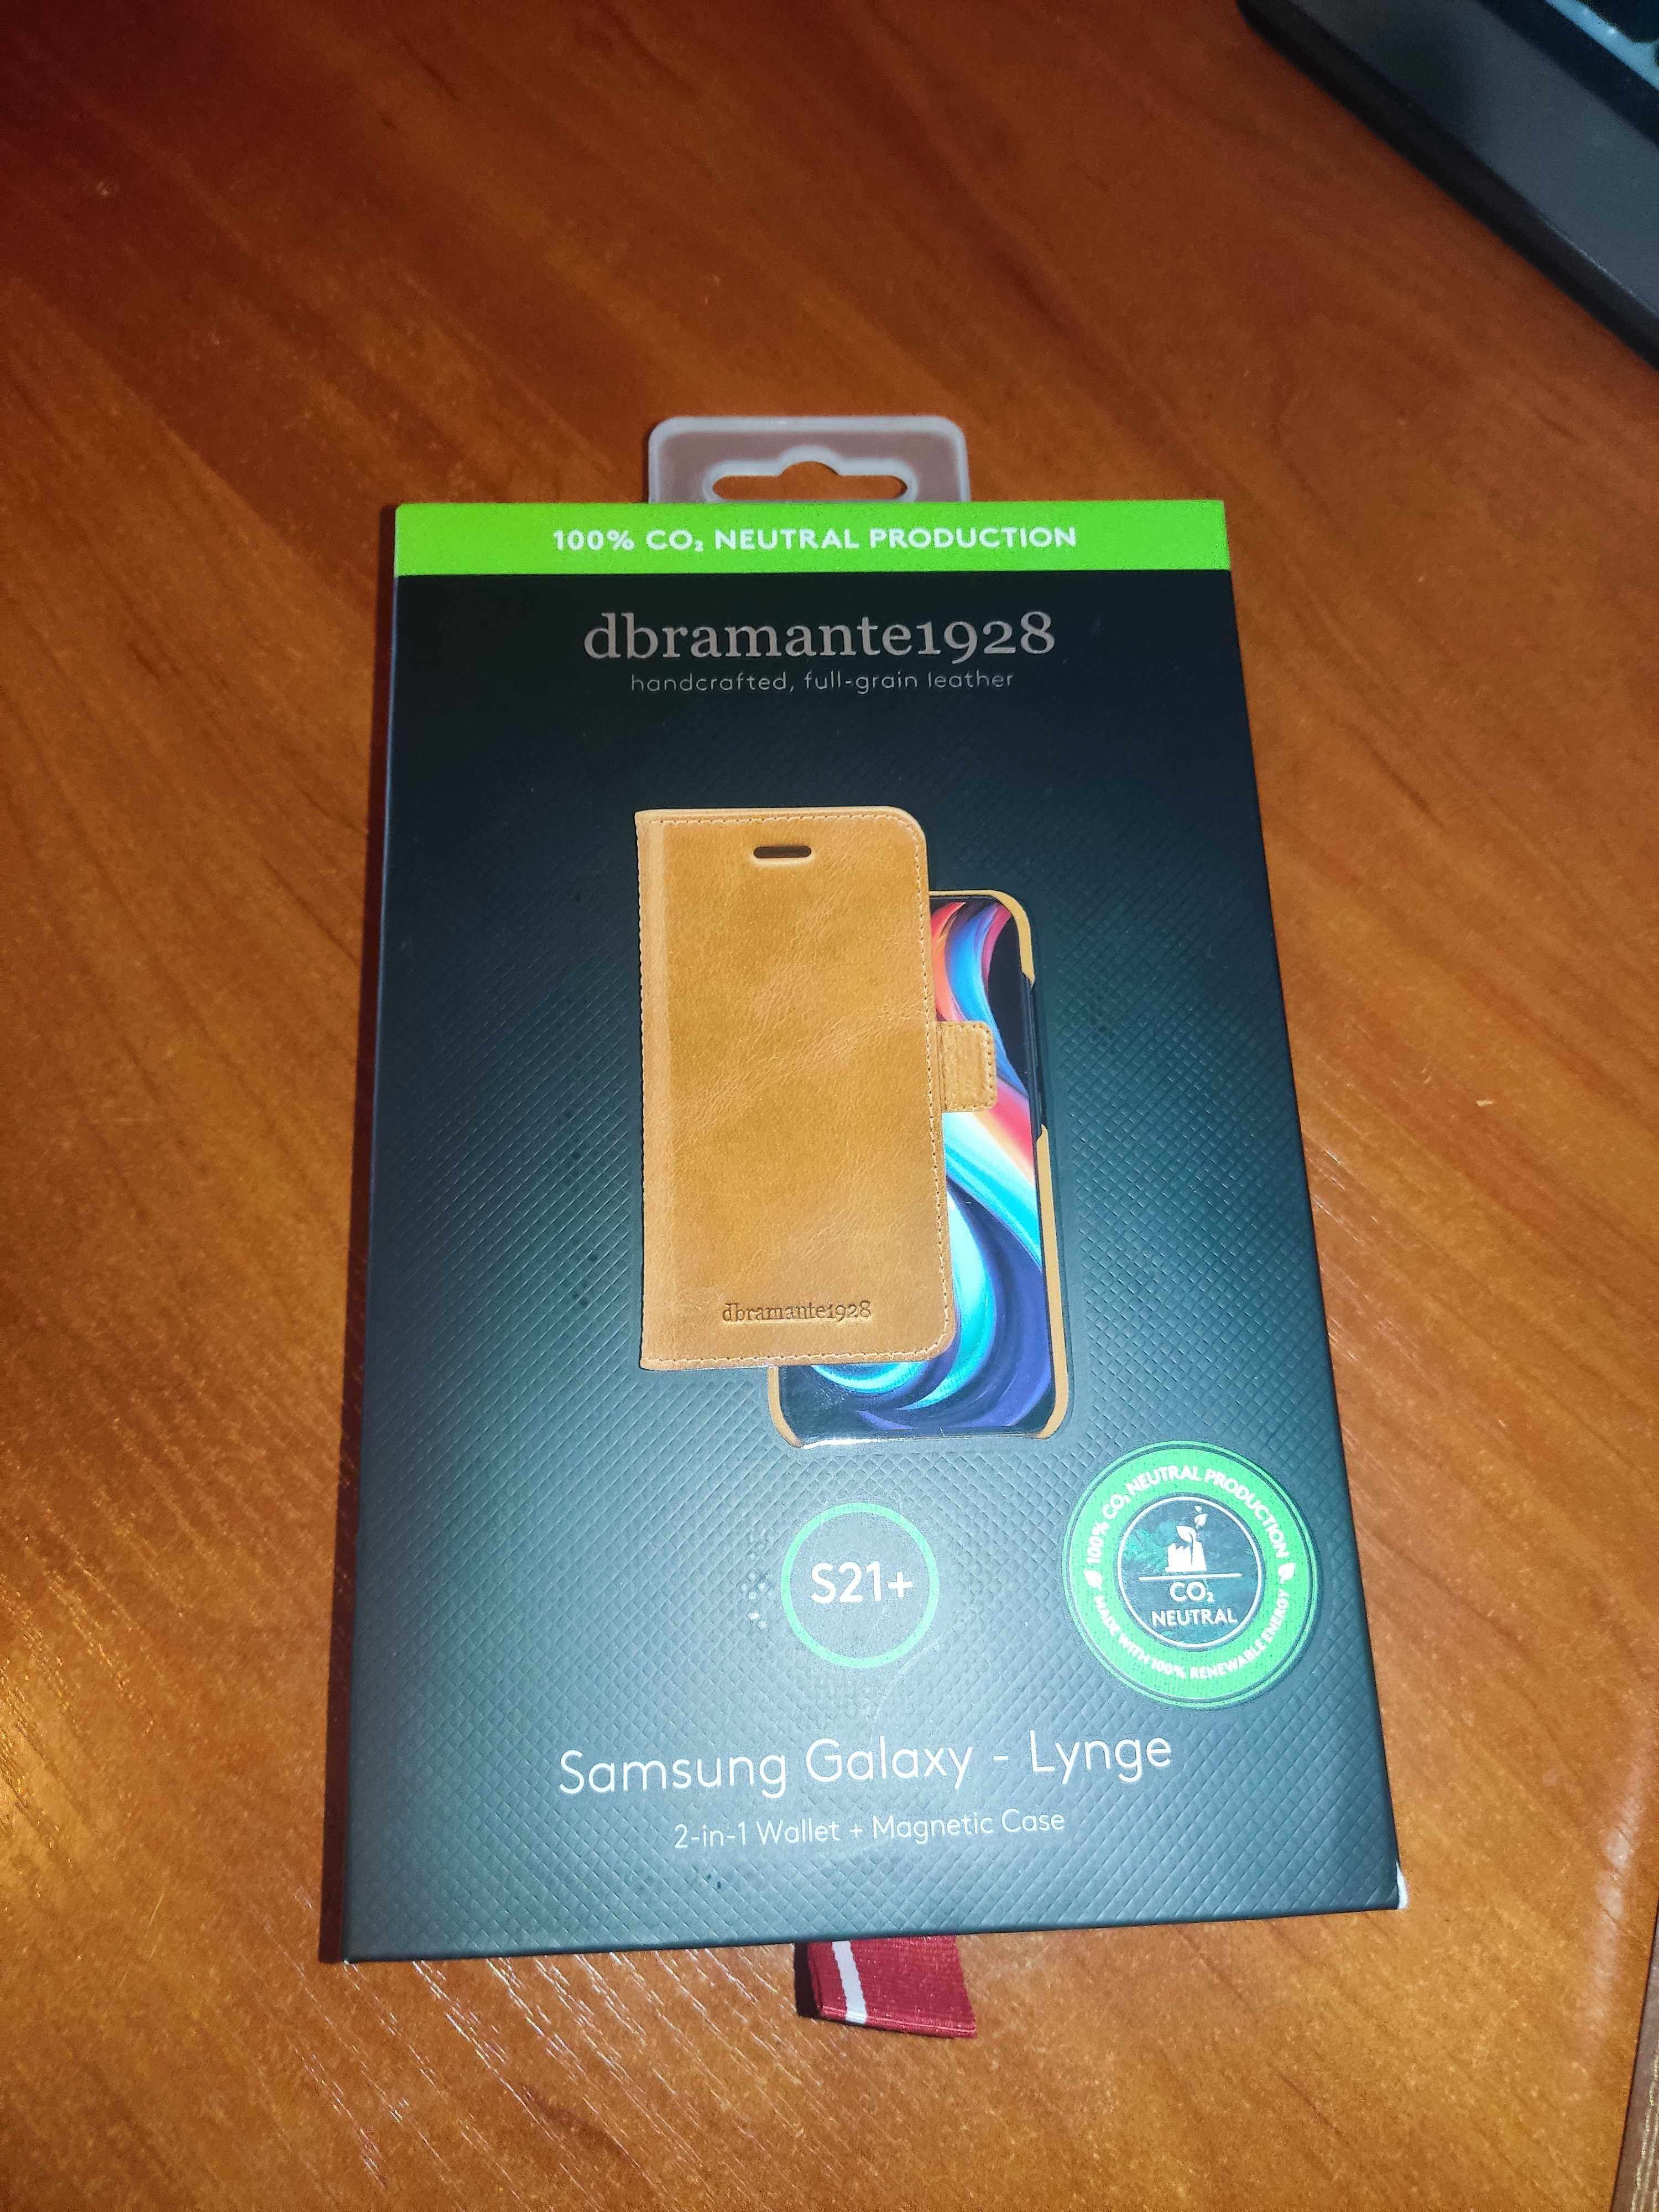 100% CO₂ NEUTRAL PRODUCTION
dbramante1928
handcrafted, full-grain leather
dbramante1928
S21+
100% CO₂ NEUTRAL PRODUCTION
CO₂
NEUTRAL
MADE WITH 100% RENEWABLE ENERGY
Samsung Galaxy - Lynge
2-in-1 Wallet + Magnetic Case